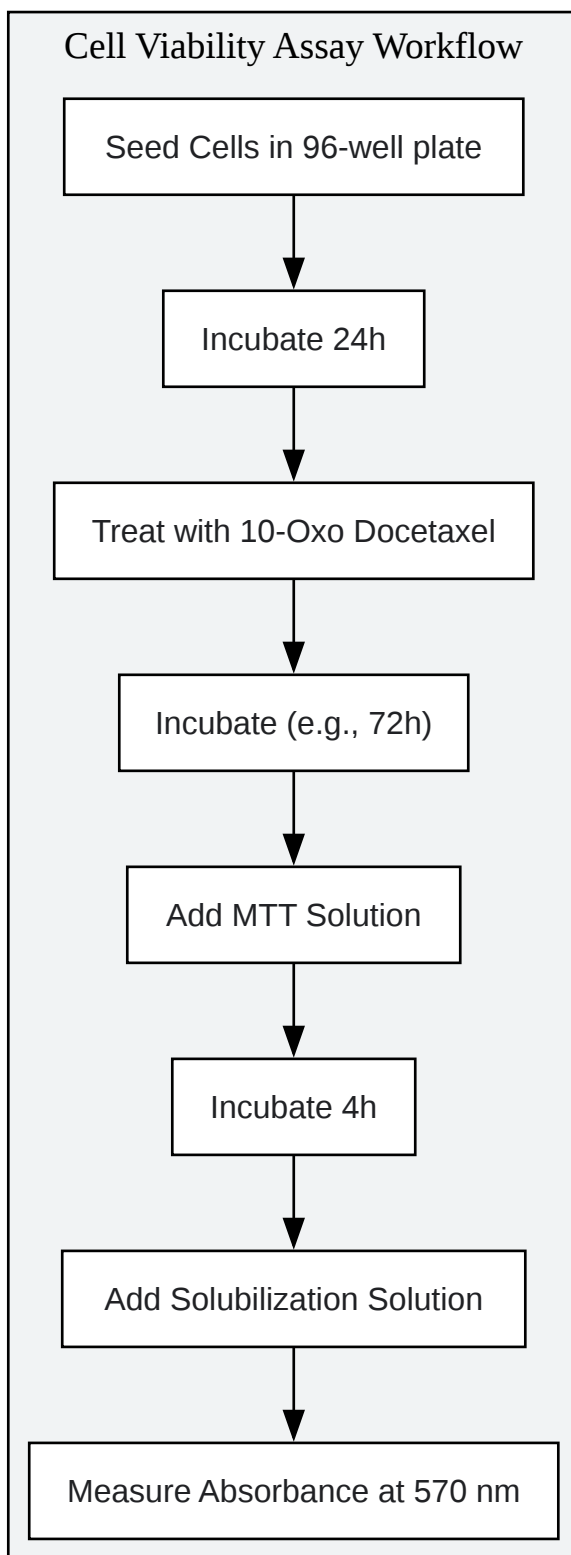 Cell Viability Assay Workflow
Seed Cells in 96-well plate
Incubate 24h
Treat with 10-Oxo Docetaxel
Incubate (e.g., 72h)
Add MTT Solution
Incubate 4h
Add Solubilization Solution
Measure Absorbance at 570 nm